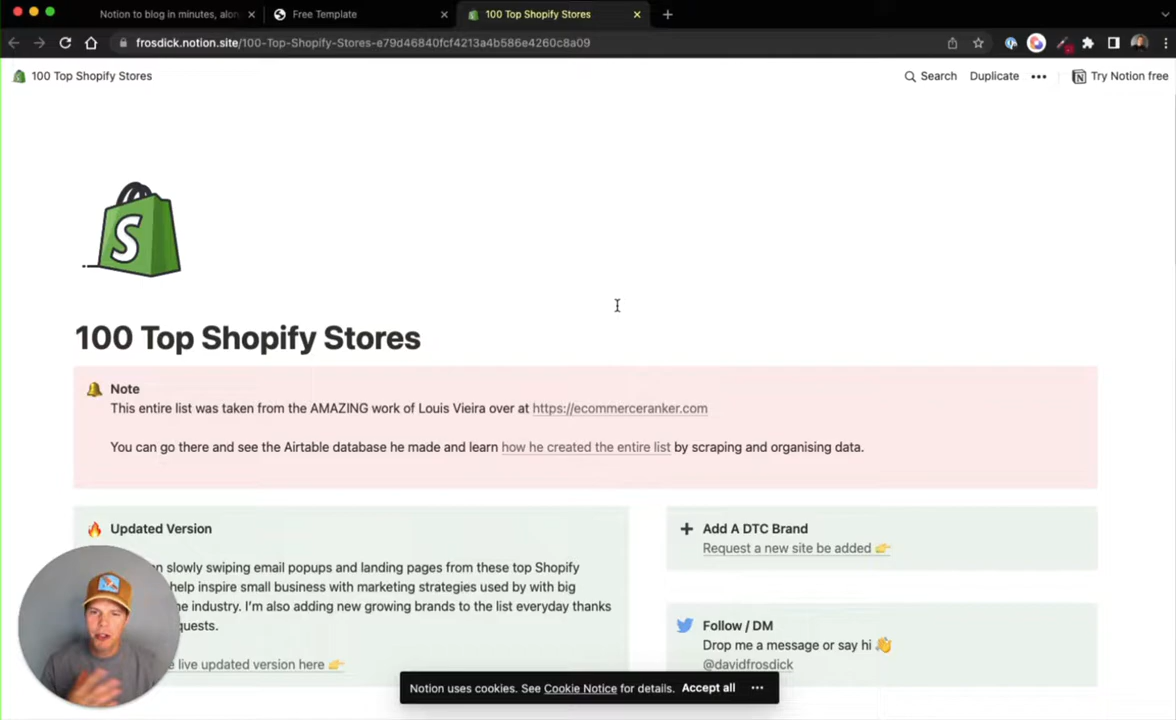 Notion to blog in minutes, alon
Free Template
100 Top Shopify Stores
frosdick.notion.site/100-Top-Shopify-Stores-e79d46840fcf4213a4b586e4260c8a09
100 Top Shopify Stores
Search
Duplicate
Try Notion free
S
100 Top Shopify Stores
Note
This entire list was taken from the AMAZING work of Louis Vieira over at https://ecommerceranker.com
You can go there and see the Airtable database he made and learn how he created the entire list by scraping and organising data.
Updated Version
n slowly swiping email popups and landing pages from these top Shopify
help inspire small business with marketing strategies used by with big
e industry. I'm also adding new growing brands to the list everyday thanks
quests.
e live updated version here 👉
Add A DTC Brand
Request a new site be added 👉
Follow / DM
Drop me a message or say hi 👋
@davidfrosdick
Notion uses cookies. See Cookie Notice for details. Accept all